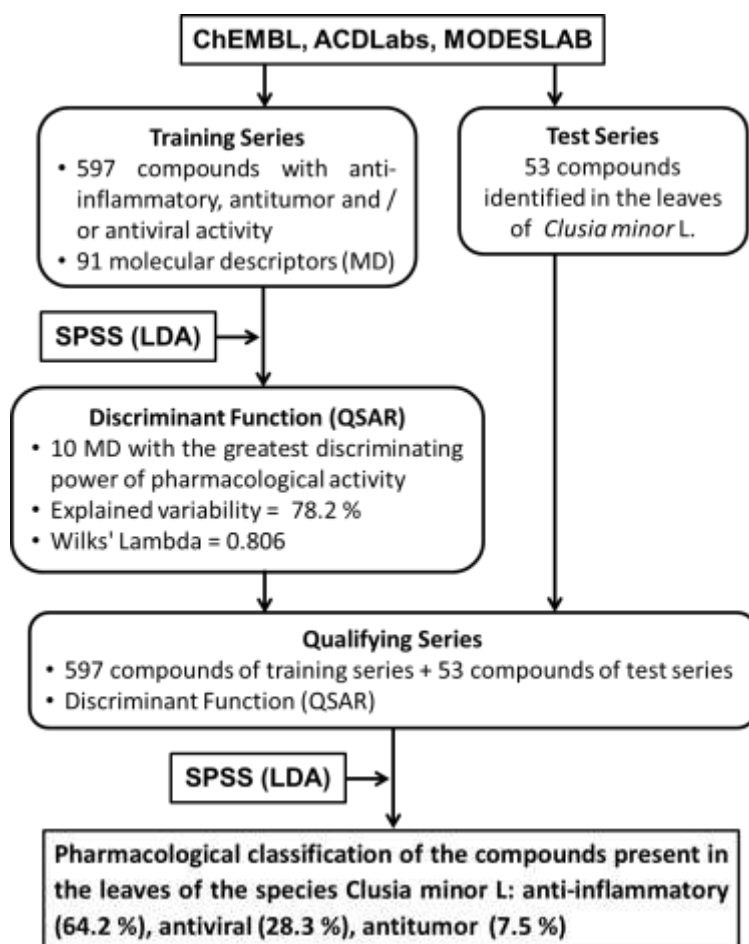 ChEMBL, ACDLabs, MODESLAB
Training Series
• 597 compounds with anti-
inflammatory, antitumor and /
or antiviral activity
• 91 molecular descriptors (MD)
Test Series
53 compounds
identified in the leaves
of Clusia minor L.
SPSS (LDA)
Discriminant Function (QSAR)
• 10 MD with the greatest discriminating
power of pharmacological activity
• Explained variability = 78.2 %
• Wilks' Lambda = 0.806
Qualifying Series
• 597 compounds of training series + 53 compounds of test series
• Discriminant Function (QSAR)
SPSS (LDA)
Pharmacological classification of the compounds present in
the leaves of the species Clusia minor L: anti-inflammatory
(64.2 %), antiviral (28.3 %), antitumor (7.5 %)